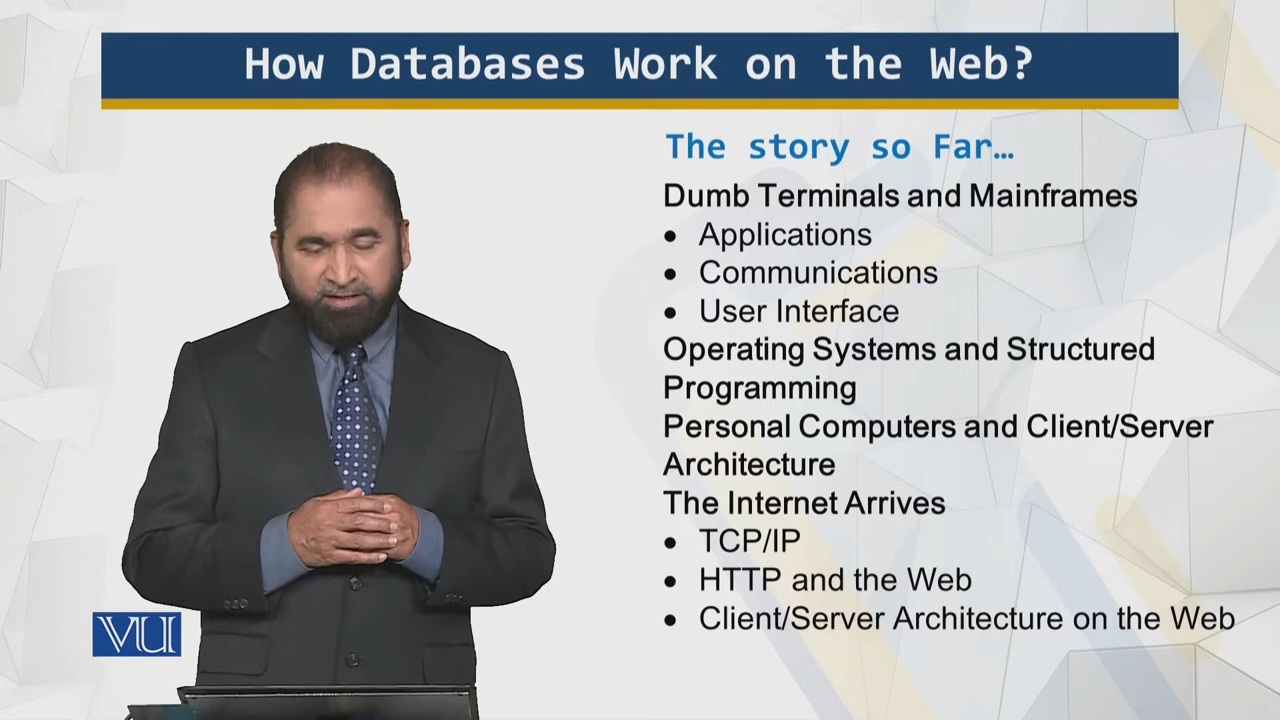 How Databases Work on the Web?
The story so Far…
Dumb Terminals and Mainframes
• Applications
• Communications
• User Interface
Operating Systems and Structured
Programming
Personal Computers and Client/Server
Architecture
The Internet Arrives
• TCP/IP
• HTTP and the Web
• Client/Server Architecture on the Web
VU